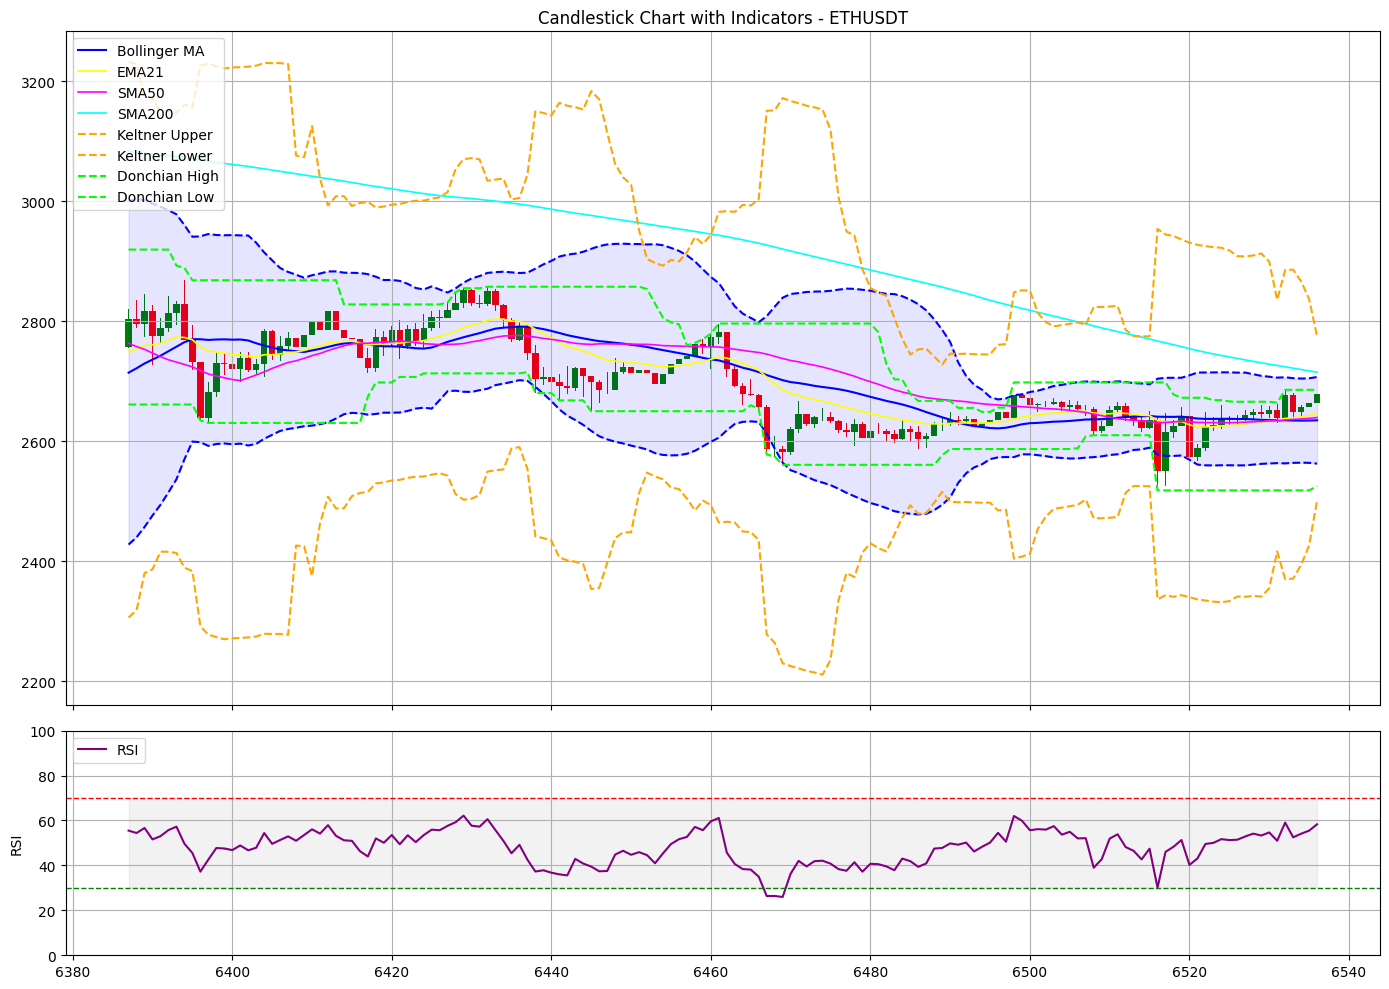 Candlestick Chart with Indicators - ETHUSDT
Bollinger MA
EMA21
SMA50
SMA200
Keltner Upper
Keltner Lower
Donchian High
Donchian Low
3200
3000
2800
2600
2400
2200
RSI
100
80
60
40
20
0
RSI
6380 6400 6420 6440 6460 6480 6500 6520 6540